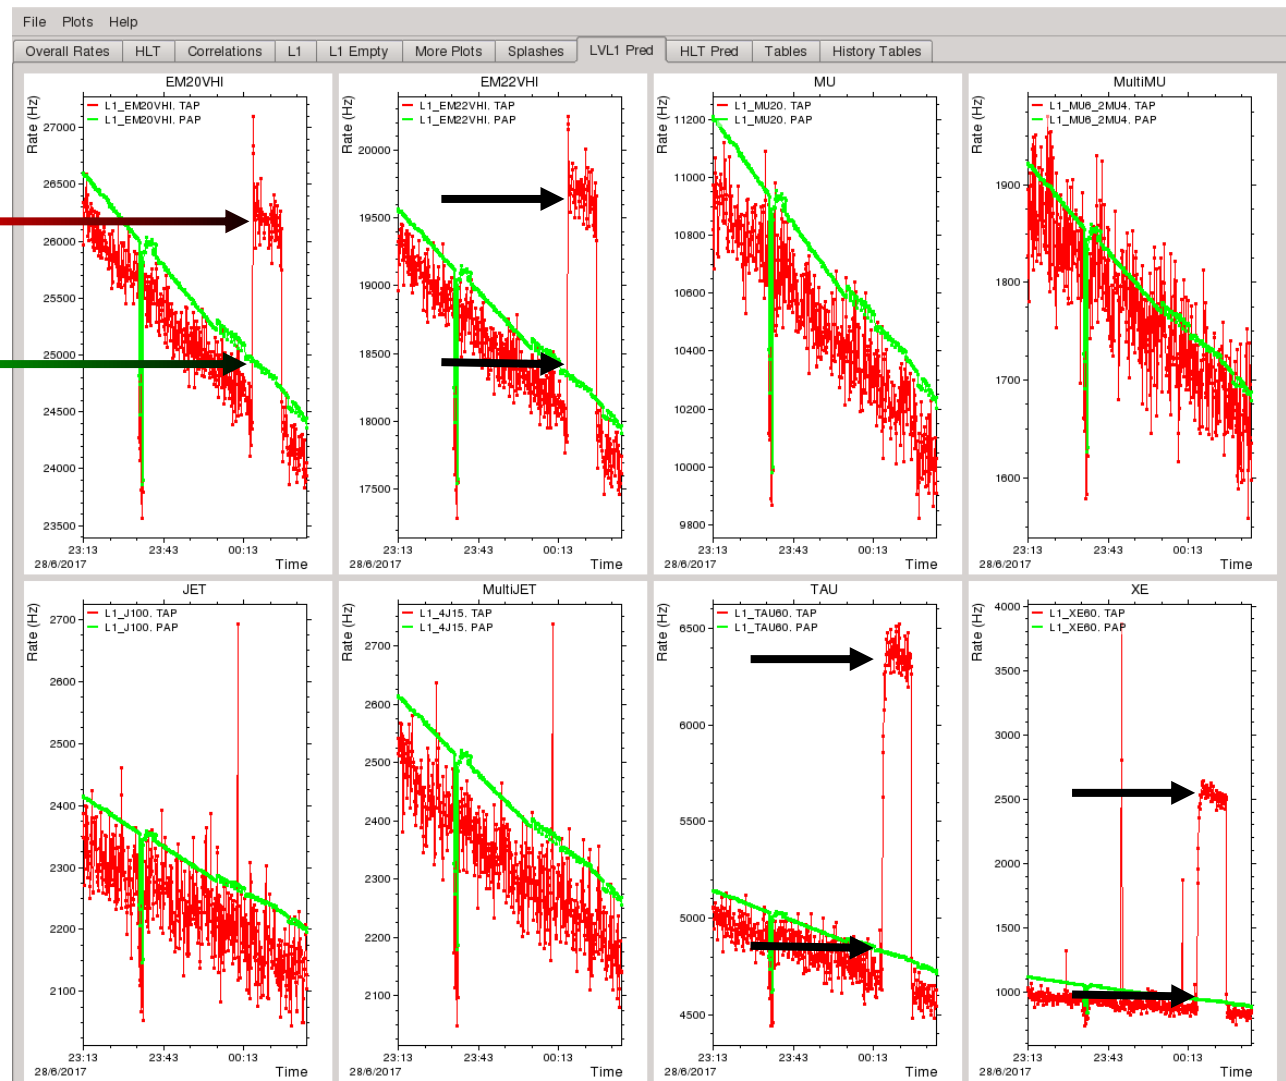 File Plots Help
Overall Rates HLT Correlations L1 L1 Empty More Plots Splashes LVL1 Pred HLT Pred Tables History Tables
EM20VHI
L1_EM20VHI. TAP
L1_EM20VHI. PAP
Rate (Hz)
27000
26500
26000
25500
25000
24500
24000
23500
23:13 23:43 00:13
28/6/2017 Time
EM22VHI
L1_EM22VHI. TAP
L1_EM22VHI. PAP
Rate (Hz)
20000
19500
19000
18500
18000
17500
23:13 23:43 00:13
28/6/2017 Time
MU
L1_MU20. TAP
L1_MU20. PAP
Rate (Hz)
11200
11000
10800
10600
10400
10200
10000
9800
23:13 23:43 00:13
28/6/2017 Time
MultiMU
L1_MU6_2MU4. TAP
L1_MU6_2MU4. PAP
Rate (Hz)
1900
1800
1700
1600
23:13 23:43 00:13
28/6/2017 Time
JET
L1_J100. TAP
L1_J100. PAP
Rate (Hz)
2700
2600
2500
2400
2300
2200
2100
23:13 23:43 00:13
28/6/2017 Time
MultiJET
L1_4J15. TAP
L1_4J15. PAP
Rate (Hz)
2700
2600
2500
2400
2300
2200
2100
23:13 23:43 00:13
28/6/2017 Time
TAU
L1_TAU60. TAP
L1_TAU60. PAP
Rate (Hz)
6500
6000
5500
5000
4500
23:13 23:43 00:13
28/6/2017 Time
XE
L1_XE60. TAP
L1_XE60. PAP
Rate (Hz)
4000
3500
3000
2500
2000
1500
1000
23:13 23:43 00:13
28/6/2017 Time